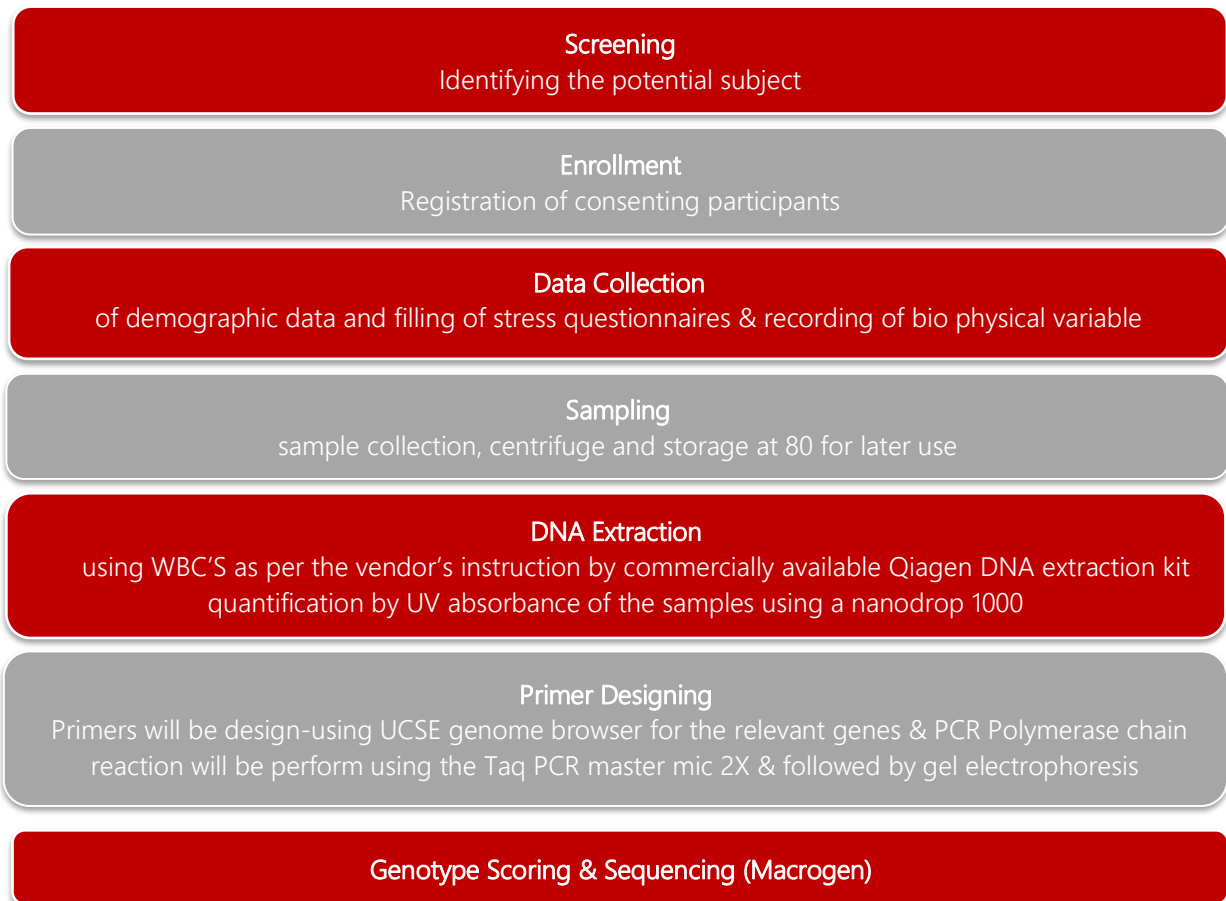 Screening
Identifying the potential subject
Enrollment
Registration of consenting participants
Data Collection
of demographic data and filling of stress questionnaires & recording of bio physical variable
Sampling
sample collection, centrifuge and storage at 80 for later use
DNA Extraction
using WBC'S as per the vendor's instruction by commercially available Qiagen DNA extraction kit
quantification by UV absorbance of the samples using a nanodrop 1000
Primer Designing
Primers will be design-using UCSE genome browser for the relevant genes & PCR Polymerase chain
reaction will be perform using the Taq PCR master mic 2X & followed by gel electrophoresis
Genotype Scoring & Sequencing (Macrogen)